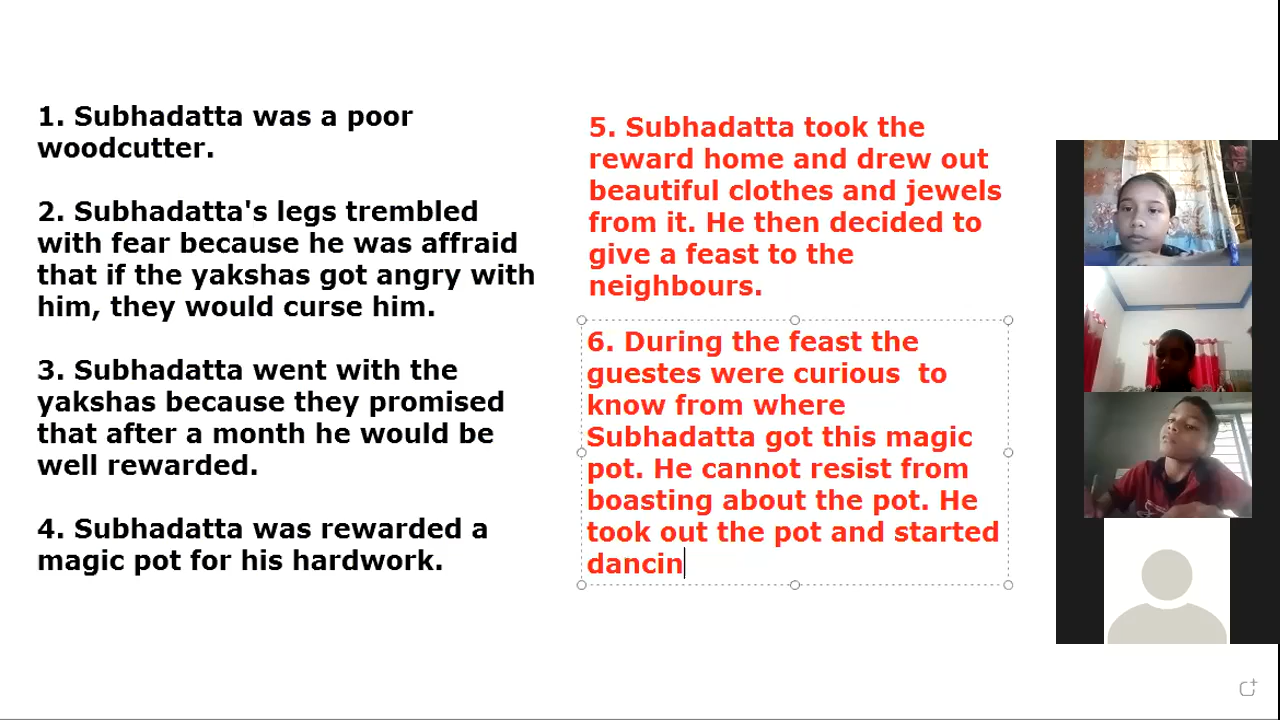 1. Subhadatta was a poor
woodcutter.
2. Subhadatta's legs trembled
with fear because he was affraid
that if the yakshas got angry with
him, they would curse him.
3. Subhadatta went with the
yakshas because they promised
that after a month he would be
well rewarded.
4. Subhadatta was rewarded a
magic pot for his hardwork.
5. Subhadatta took the
reward home and drew out
beautiful clothes and jewels
from it. He then decided to
give a feast to the
neighbours.
6. During the feast the
guestes were curious  to
know from where
Subhadatta got this magic
pot. He cannot resist from
boasting about the pot. He
took out the pot and started
dancin